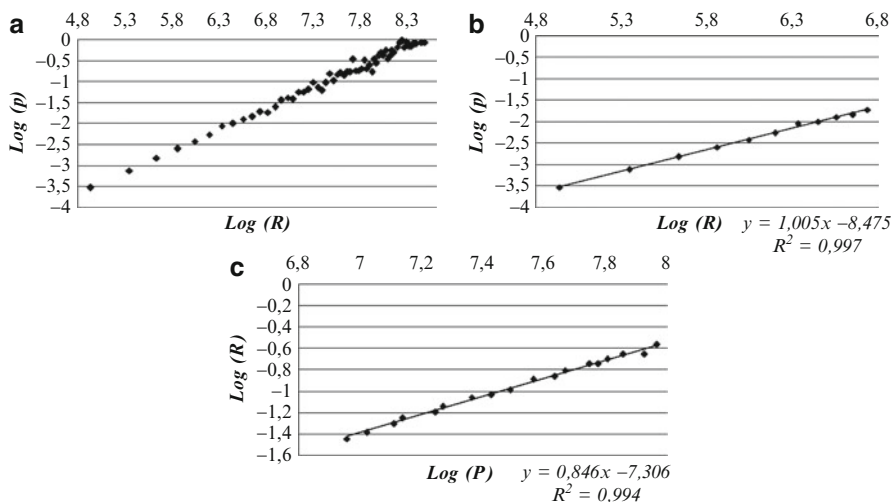 a
4,8 5,3 5,8 6,3 6,8 7,3 7,8 8,3
0
−0,5
−1
−1,5
−2
−2,5
−3
−3,5
−4
Log (p)
Log (R)
b
4,8 5,3 5,8 6,3 6,8
0
−0,5
−1
−1,5
−2
−2,5
−3
−3,5
−4
Log (p)
Log (R) y = 1,005x −8,475
R² = 0,997
c
6,8 7 7,2 7,4 7,6 7,8 8
0
−0,2
−0,4
−0,6
−0,8
−1
−1,2
−1,4
−1,6
Log (R)
Log (P) y = 0,846x −7,306
R² = 0,994